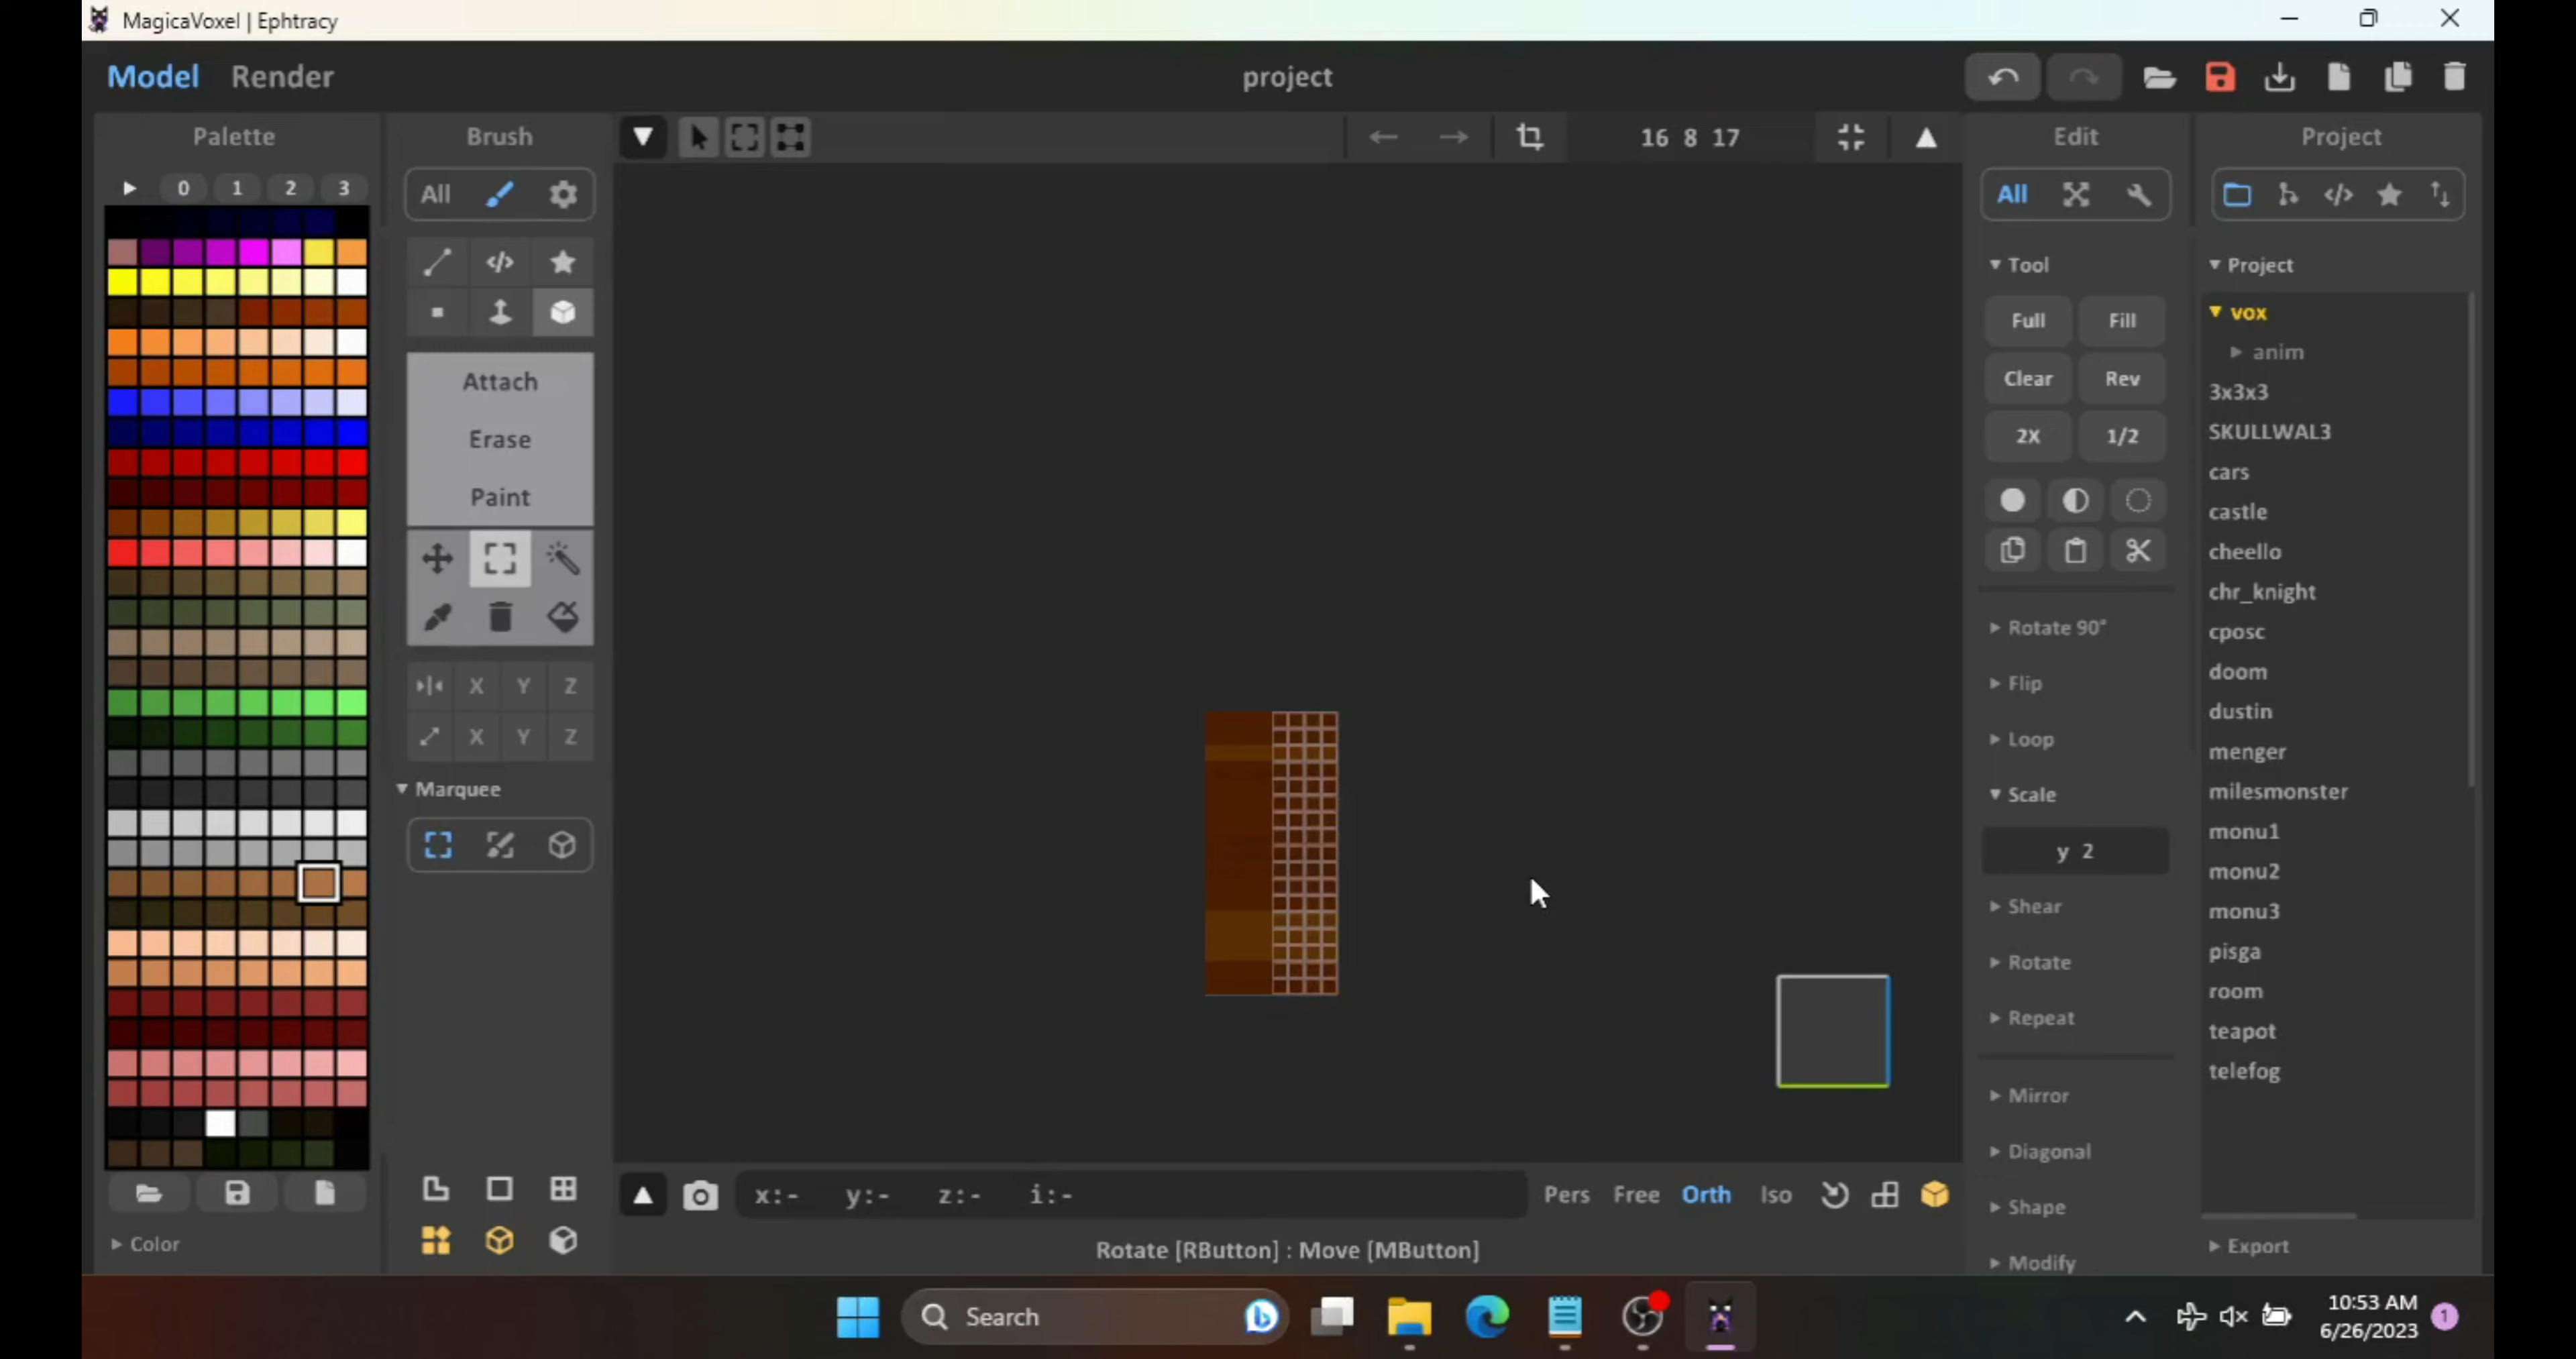 MagicaVoxel | Ephtracy
Model Render
project
Palette
0 1 2 3
Color
Brush
All
Attach
Erase
Paint
X Y Z
X Y Z
Marquee
16 8 17
x:- y:- z:- i:-
Pers Free Orth Iso
Rotate [RButton] : Move [MButton]
Edit
All
Tool
Full Fill
Clear Rev
2X 1/2
Rotate 90°
Flip
Loop
Scale
y 2
Shear
Rotate
Repeat
Mirror
Diagonal
Shape
Modify
Project
Project
vox
anim
3x3x3
SKULLWAL3
cars
castle
cheello
chr_knight
cposc
doom
dustin
menger
milesmonster
monu1
monu2
monu3
pisga
room
teapot
telefog
Export
Search
10:53 AM
6/26/2023
1